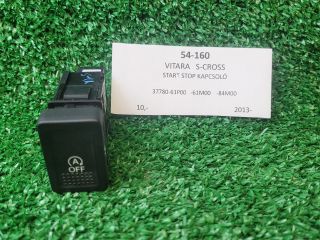 54-160
VITARA S-CROSS
START STOP KAPCSOLÓ
37780-61P00 -61M00 -84M00
10,- 2013-
A
OFF